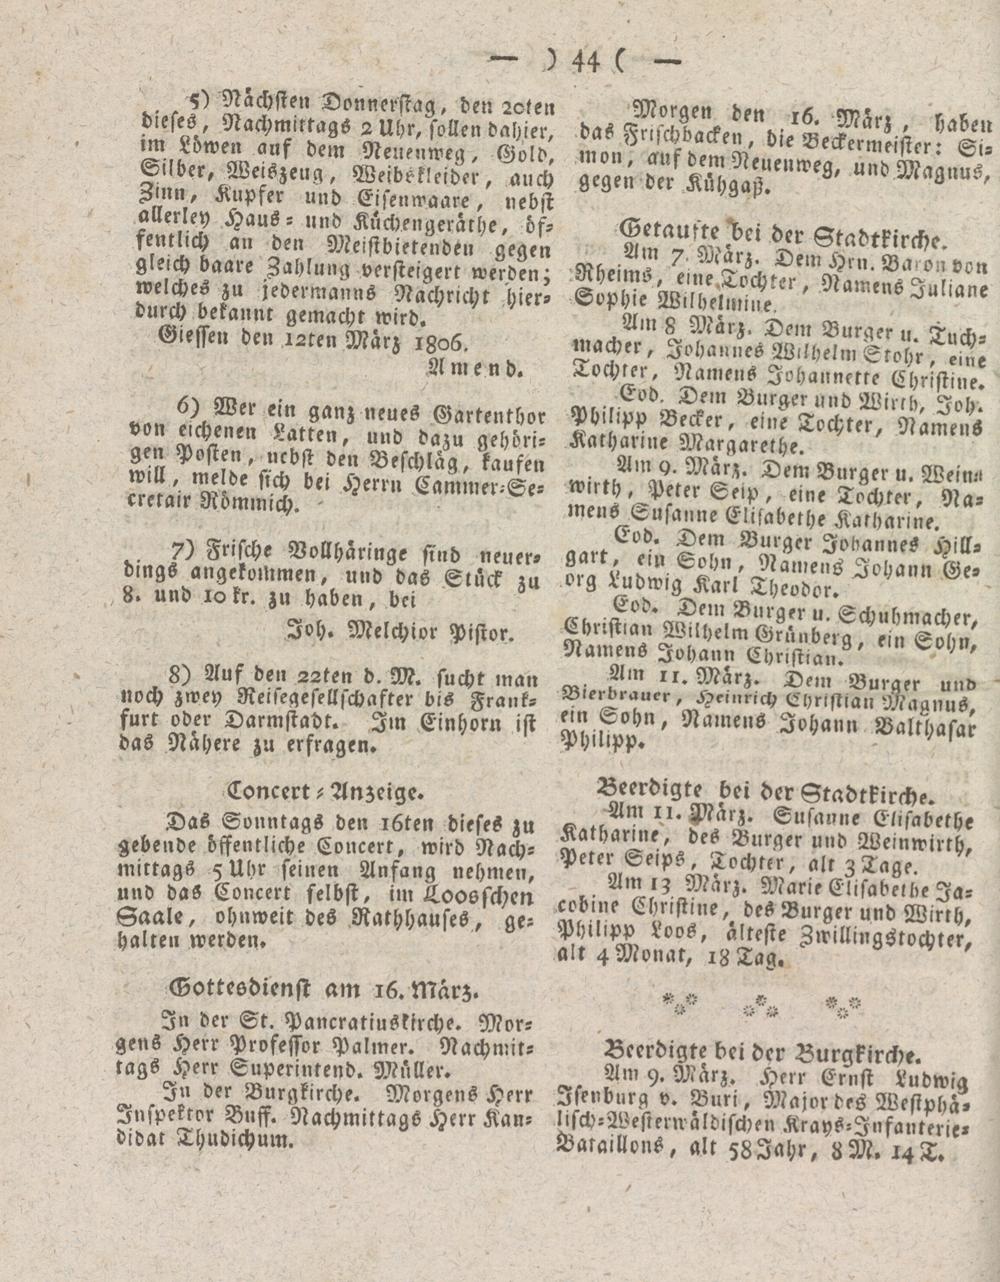 — ) 44 ( —
5) Nächsten Donnerstag, den 20ten
dieses, Nachmittags 2 Uhr, sollen dahier,
im Löwen auf dem Neuenweg, Gold,
Silber, Weiszeug, Weibskleider, auch
Zinn, Kupfer und Eisenwaare, nebst
allerley Haus- und Küchengeräthe, öf-
fentlich an den Meistbietenden gegen
gleich baare Zahlung versteigert werden;
welches zu jedermanns Nachricht hier-
durch bekannt gemacht wird.
Giessen den 12ten März 1806.
Amend.
6) Wer ein ganz neues Gartenthor
von eichenen Latten, und dazu gehöri-
gen Posten, nebst den Beschläg, kaufen
will, melde sich bei Herrn Cammer-Se-
cretair Römmich.
7) Frische Vollhäringe sind neuer-
dings angekommen, und das Stück zu
8. und 10 kr. zu haben, bei
Joh. Melchior Pistor.
8) Auf den 22ten d. M. sucht man
noch zwey Reisegesellschafter bis Frank-
furt oder Darmstadt. Im Einhorn ist
das Nähere zu erfragen.
Concert-Anzeige.
Das Sonntags den 16ten dieses zu
gebende öffentliche Concert, wird Nach-
mittags 5 Uhr seinen Anfang nehmen,
und das Concert selbst, im Loosschen
Saale, ohnweit des Rathhauses, ge-
halten werden.
Gottesdienst am 16. März.
In der St. Pancratiuskirche. Mor-
gens Herr Professor Palmer. Nachmit-
tags Herr Superintend. Müller.
In der Burgkirche. Morgens Herr
Inspektor Buff. Nachmittags Herr Kan-
didat Thudichum.
Morgen den 16. März, haben
das Frischbacken, die Beckermeister: Si-
mon, auf dem Neuenweg, und Magnus,
gegen der Kühgaß.
Getaufte bei der Stadtkirche.
Am 7. März. Dem Hrn. Baron von
Rheims, eine Tochter, Namens Juliane
Sophie Wilhelmine.
Am 8 März. Dem Burger u. Tuch-
macher, Johannes Wilhelm Stohr, eine
Tochter, Namens Johannette Christine.
Eod. Dem Burger und Wirth, Joh.
Philipp Becker, eine Tochter, Namens
Katharine Margarethe.
Am 9. März. Dem Burger u. Wein-
wirth, Peter Seip, eine Tochter, Na-
mens Susanne Elisabethe Katharine.
Eod. Dem Burger Johannes Hill-
gart, ein Sohn, Namens Johann Ge-
org Ludwig Karl Theodor.
Eod. Dem Burger u. Schuhmacher,
Christian Wilhelm Grünberg, ein Sohn,
Namens Johann Christian.
Am 11. März. Dem Burger und
Bierbrauer, Heinrich Christian Magnus,
ein Sohn, Namens Johann Balthasar
Philipp.
Beerdigte bei der Stadtkirche.
Am 11. März. Susanne Elisabethe
Katharine, des Burger und Weinwirth,
Peter Seips, Tochter, alt 3 Tage.
Am 13 März. Marie Elisabethe Ja-
cobine Christine, des Burger und Wirth,
Philipp Loos, älteste Zwillingstochter,
alt 4 Monat, 18 Tag.
Beerdigte bei der Burgkirche.
Am 9. März. Herr Ernst Ludwig
Isenburg v. Buri, Major des Westphä-
lisch-Westerwäldischen Krays-Infanterie-
Bataillons, alt 58 Jahr, 8 M. 14 T.